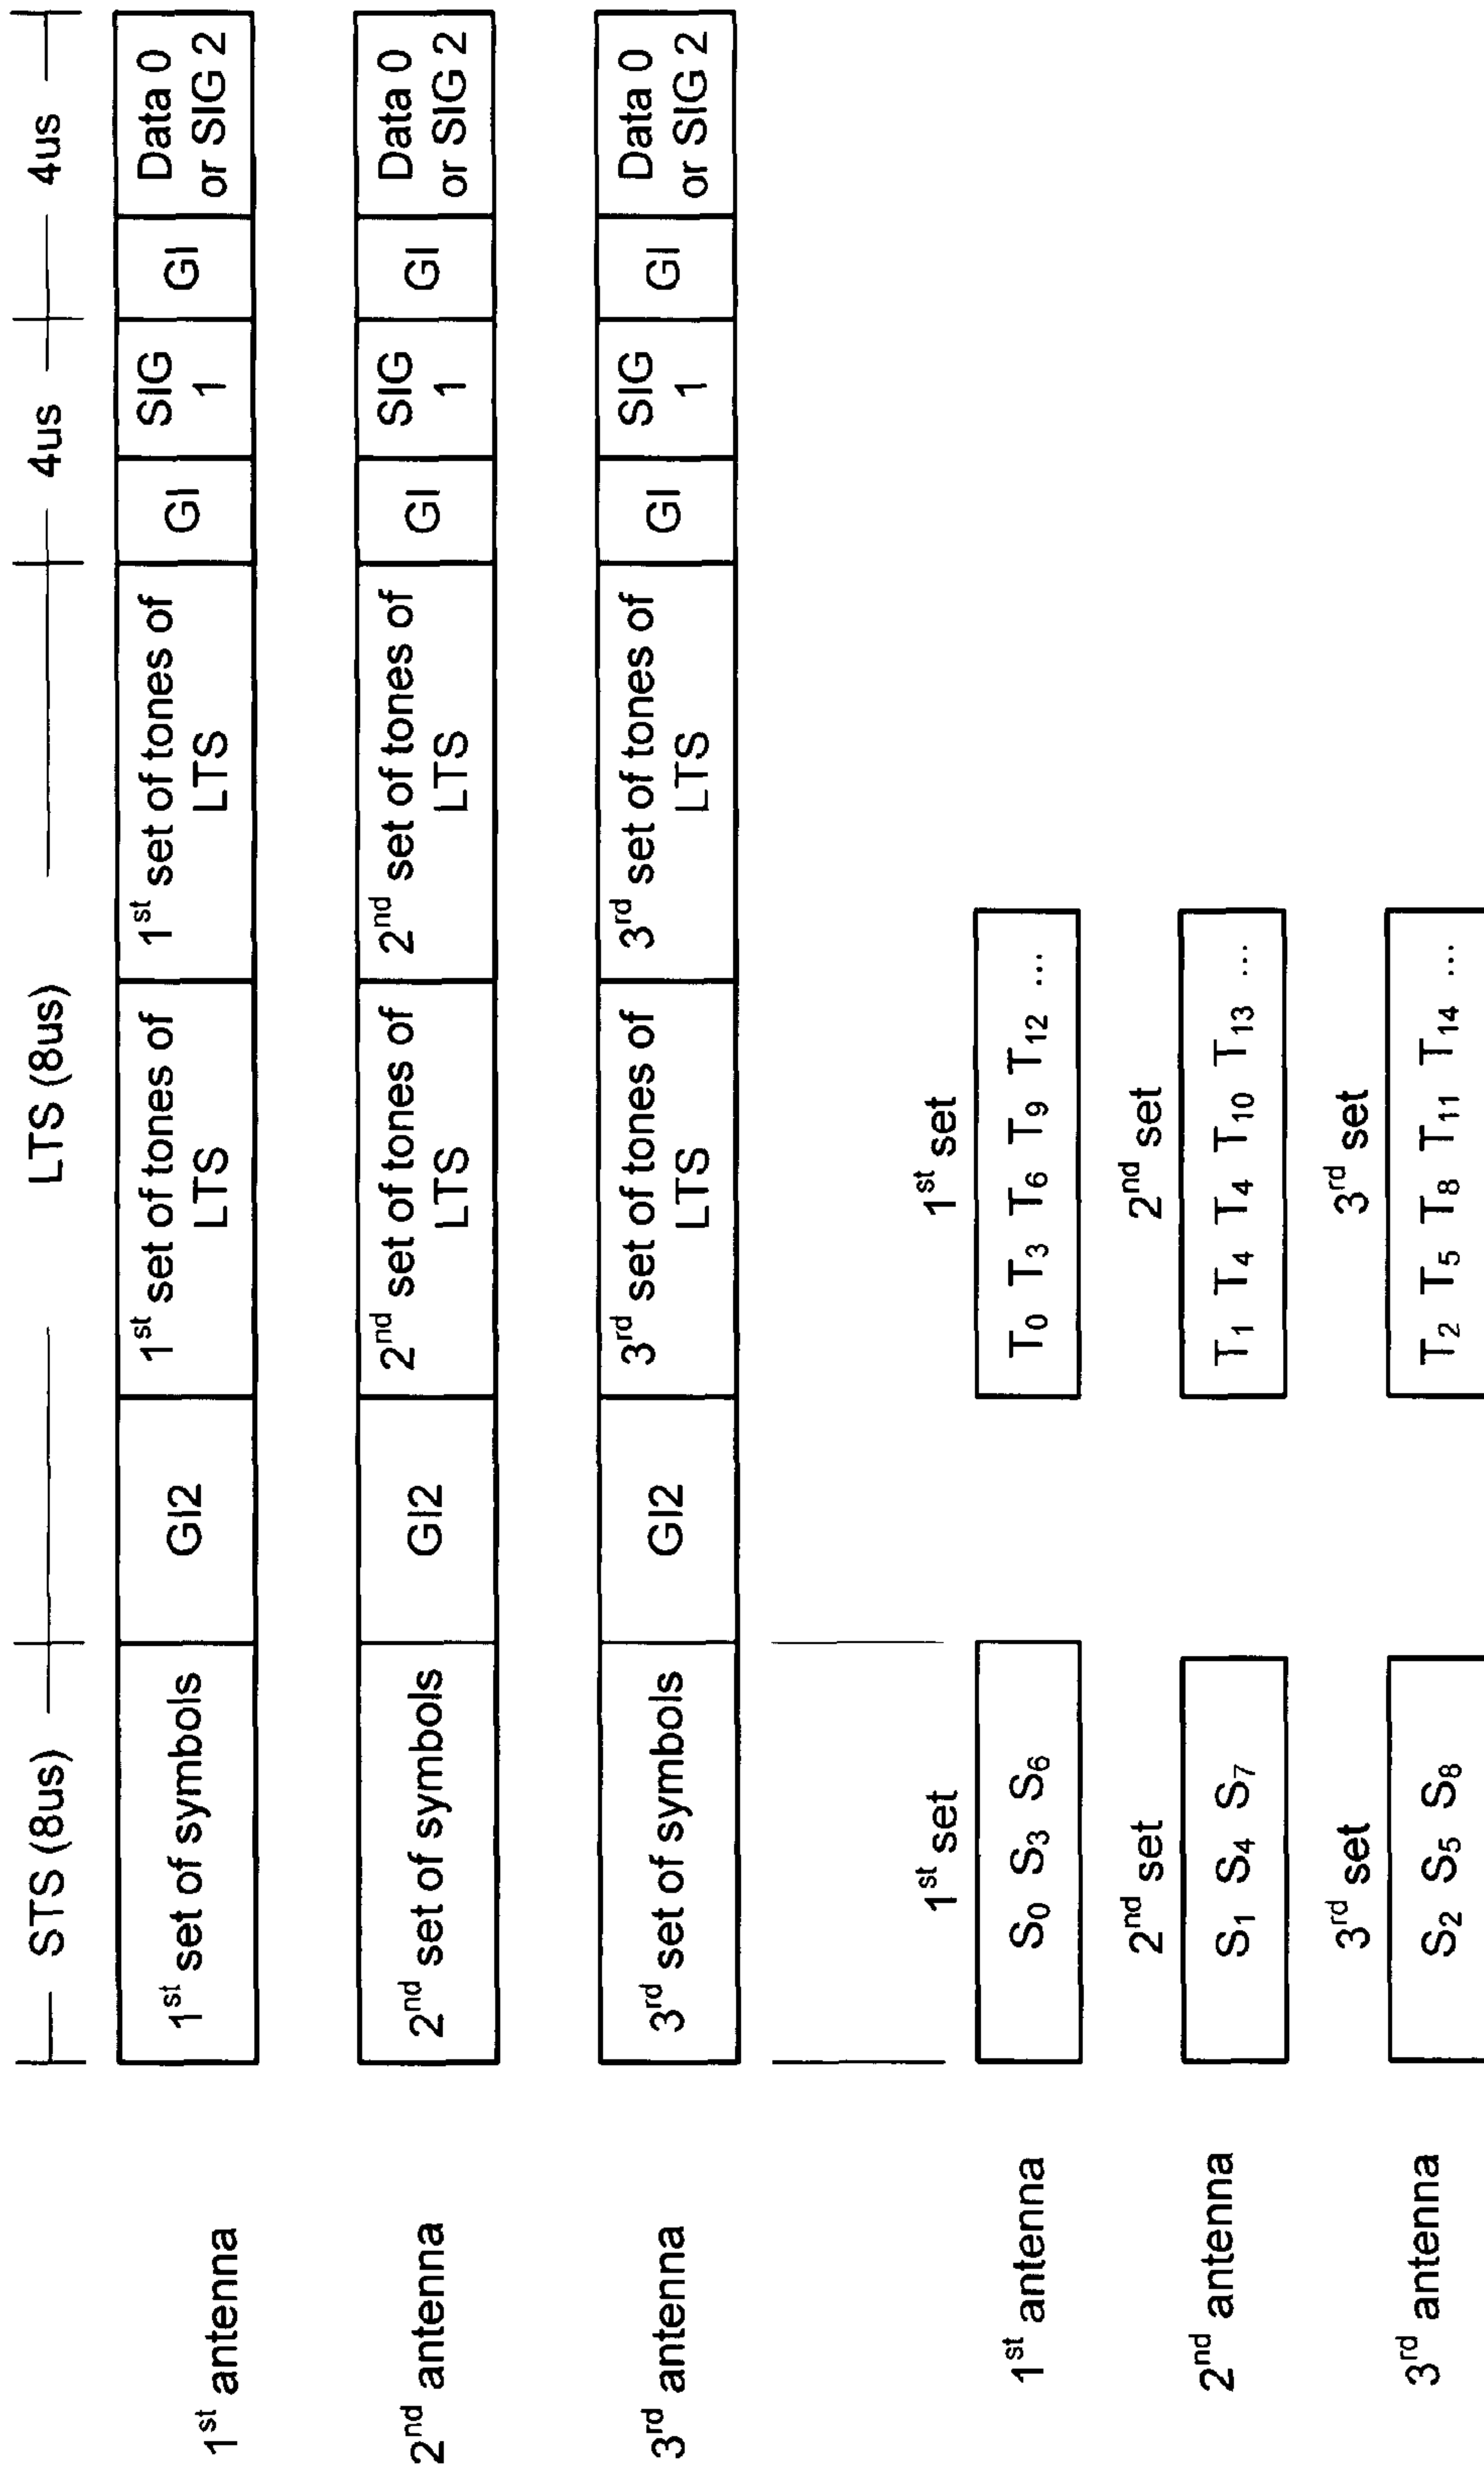 STS (8us) LTS (8us) 4us 4us
1st antenna
1st set of symbols
GI2
1st set of tones of
LTS
1st set of tones of
LTS
GI
SIG
1
GI
Data 0
or SIG 2
2nd antenna
2nd set of symbols
GI2
2nd set of tones of
LTS
2nd set of tones of
LTS
GI
SIG
1
GI
Data 0
or SIG 2
3rd antenna
3rd set of symbols
GI2
3rd set of tones of
LTS
3rd set of tones of
LTS
GI
SIG
1
GI
Data 0
or SIG 2
1st set 1st set
1st antenna S0 S3 S6 T0 T3 T6 T9 T12 ...
2nd set 2nd set
2nd antenna S1 S4 S7 T1 T4 T4 T10 T13 ...
3rd set 3rd set
3rd antenna S2 S5 S8 T2 T5 T8 T11 T14 ...